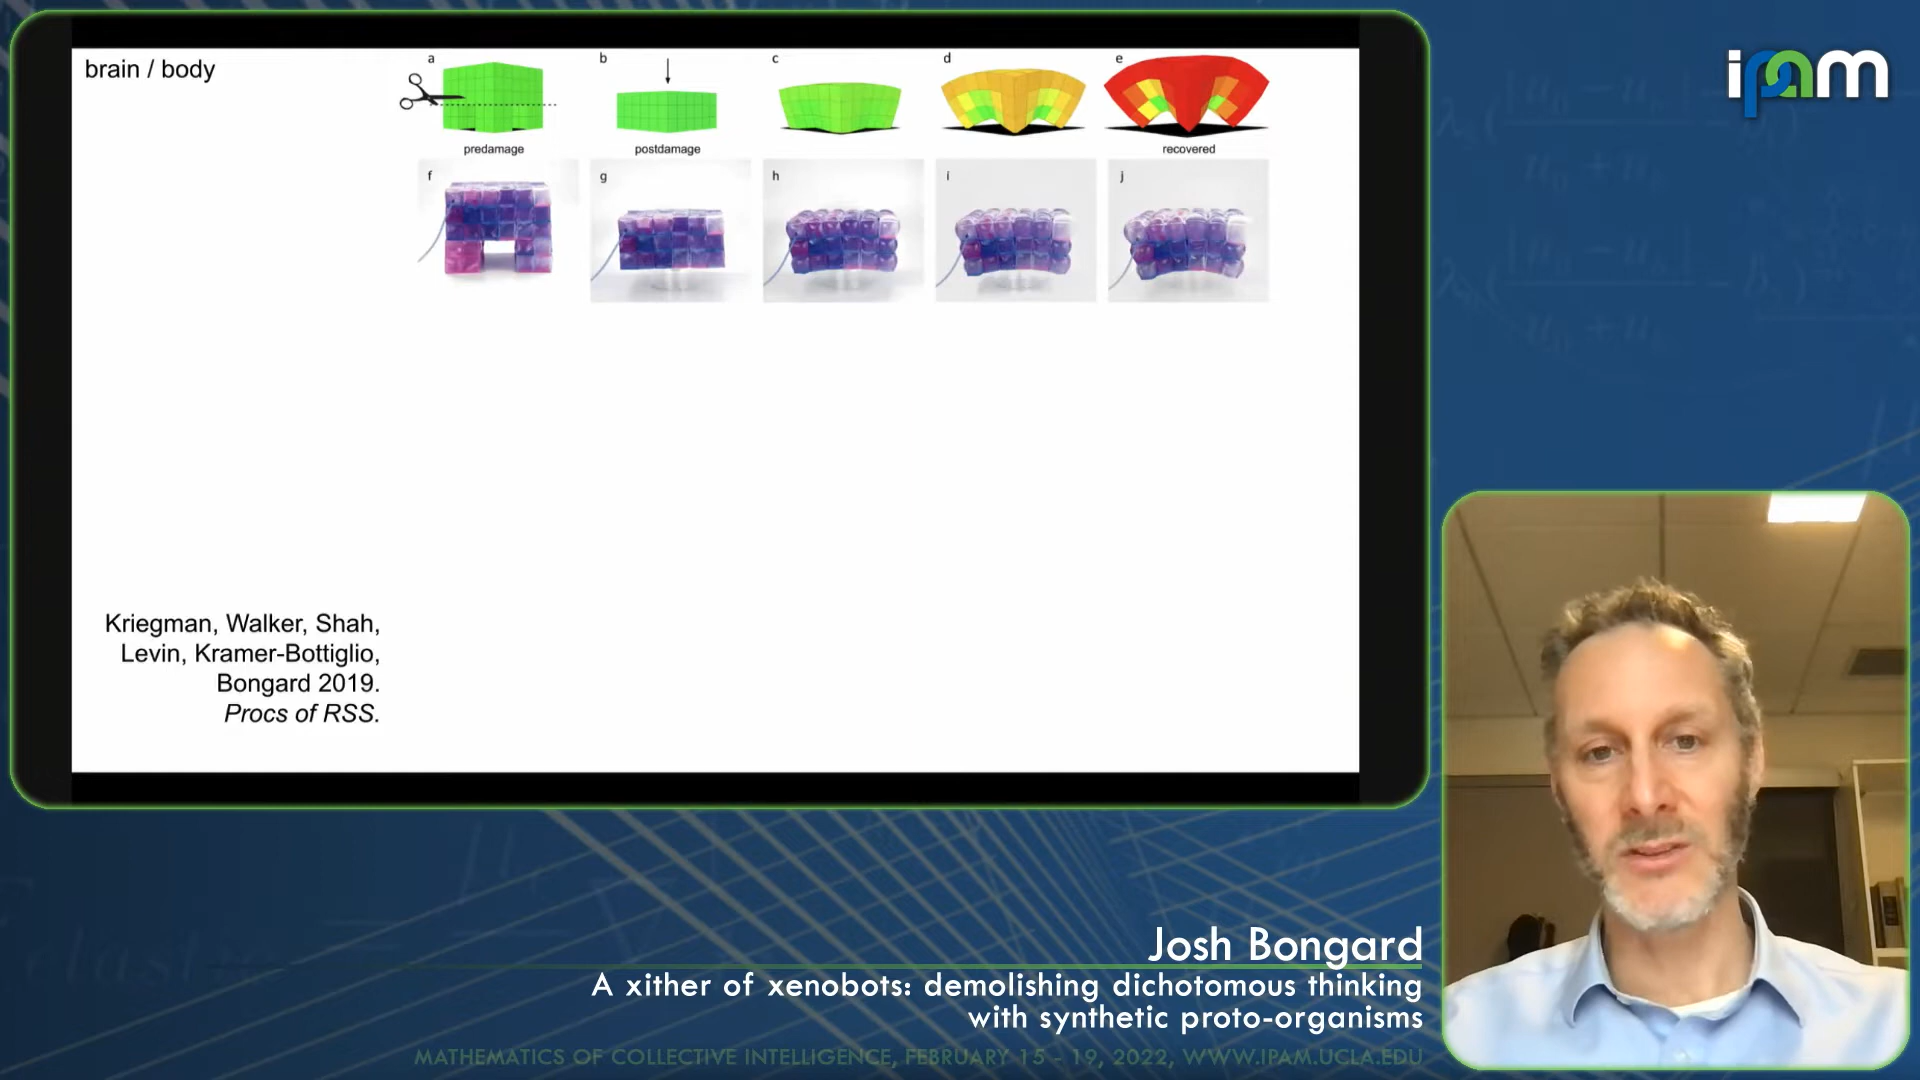 brain / body
a
b
c
d
e
predamage
postdamage
recovered
f
g
h
i
j
Kriegman, Walker, Shah,
Levin, Kramer-Bottiglio,
Bongard 2019.
Procs of RSS.
ipam
Josh Bongard
A xither of xenobots: demolishing dichotomous thinking
with synthetic proto-organisms
MATHEMATICS OF COLLECTIVE INTELLIGENCE, FEBRUARY 15 - 19, 2022, WWW.IPAM.UCLA.EDU